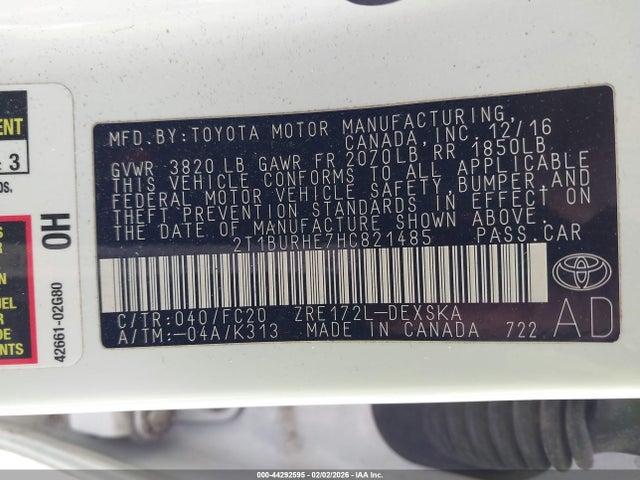 MFD.BY:TOYOTA MOTOR MANUFACTURING,
CANADA,INC. 12/16
GVWR 3820 LB GAWR FR 2070LB RR 1850LB
THIS VEHICLE CONFORMS TO ALL APPLICABLE
FEDERAL MOTOR VEHICLE SAFETY,BUMPER,AND
THEFT PREVENTION STANDARDS IN EFFECT ON
THE DATE OF MANUFACTURE SHOWN ABOVE.
2T1BURHE7HC821485 PASS.CAR
C/TR:040/FC20 ZRE172L-DEXSKA
A/TM:-04A/K313 MADE IN CANADA 722
AD
3
OH
42661-02G80
000-44292595 - 02/02/2026 - IAA Inc.